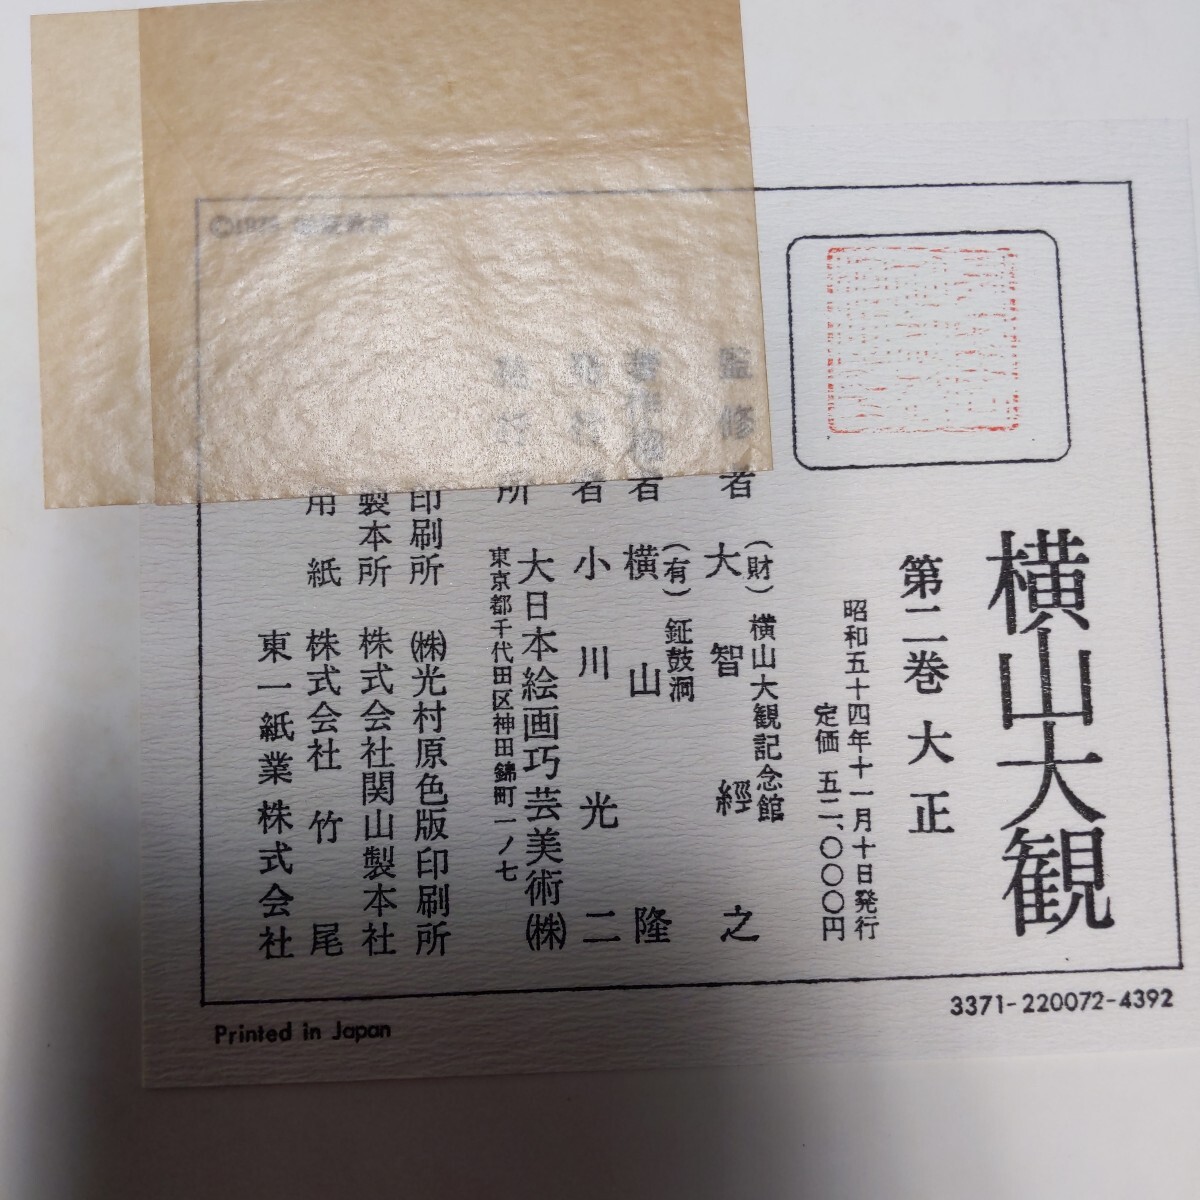 横山大観
第二巻 大正
昭和五十四年十一月十日発行
定価 五二、〇〇〇円
監修者 (財)横山大観記念館
大智經之
著作権者 (有)鉦鼓洞
横山隆
発行者 小川光二
発行所 大日本絵画巧芸美術㈱
東京都千代田区神田錦町一ノ七
印刷所 ㈱光村原色版印刷所
製本所 株式会社関山製本社
用紙 株式会社竹尾
東一紙業株式会社
Printed in Japan
3371-220072-4392